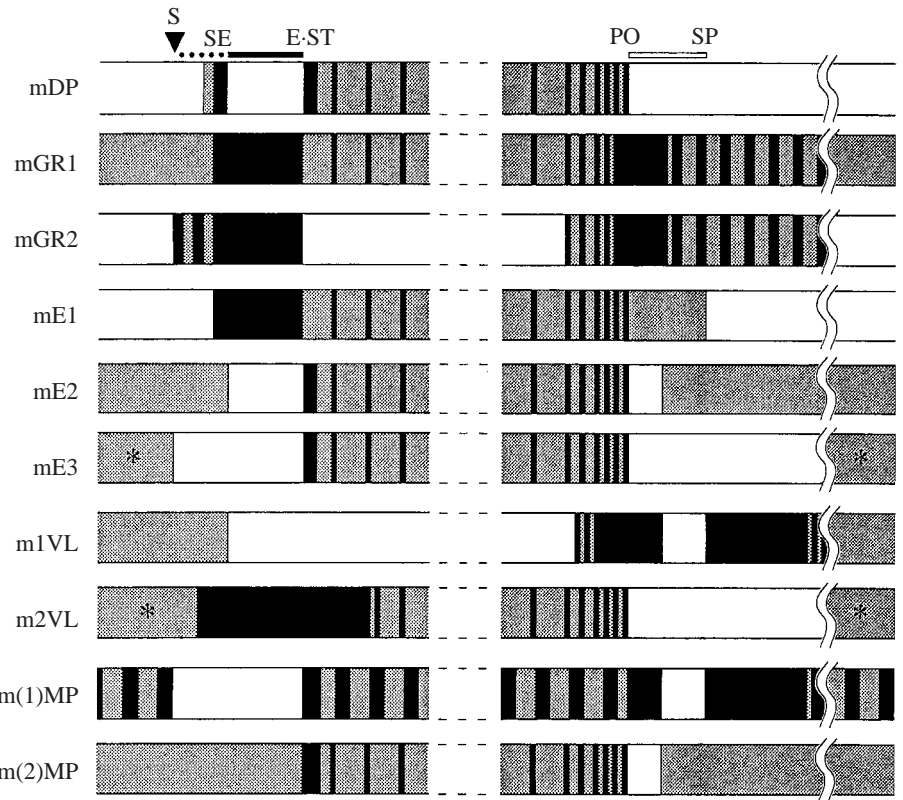 S
SE E·ST PO SP
mDP
mGR1
mGR2
mE1
mE2
mE3
* *
m1VL
m2VL
* *
m(1)MP
m(2)MP